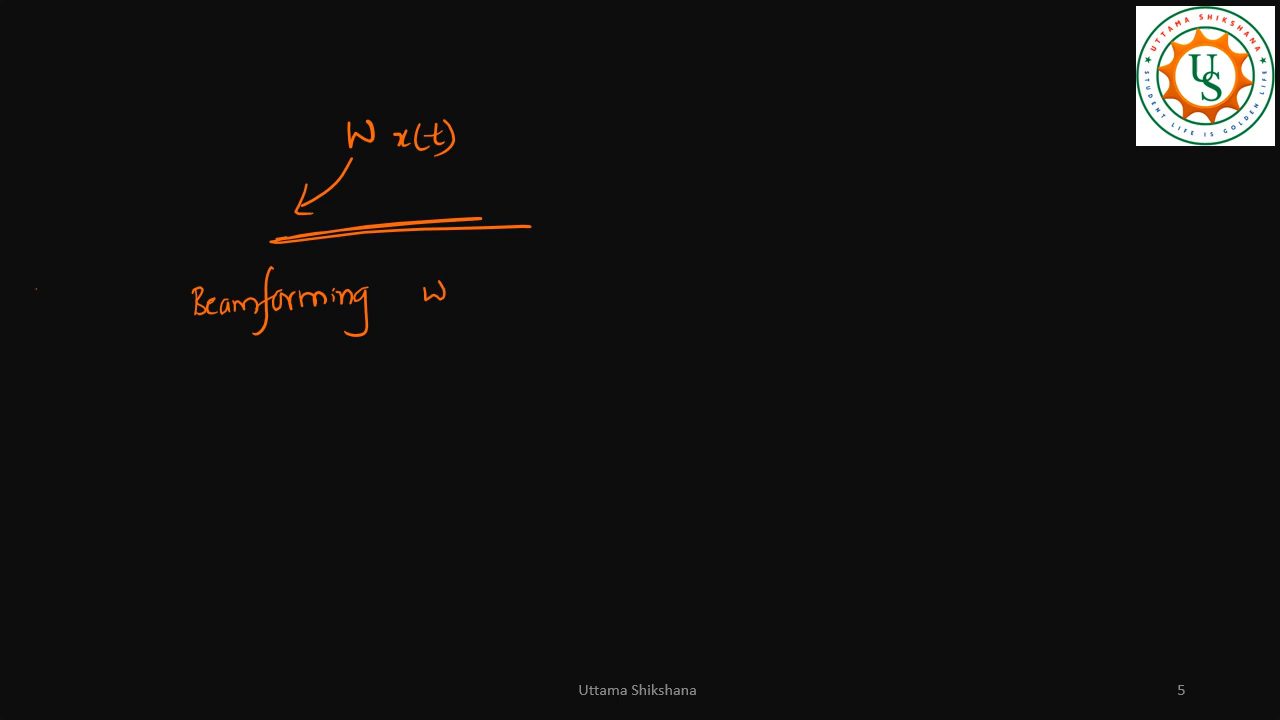 UTTAMA SHIKSHANA
US
STUDENT LIFE IS GOLDEN LIFE
W x(t)
Beamforming w
Uttama Shikshana 5